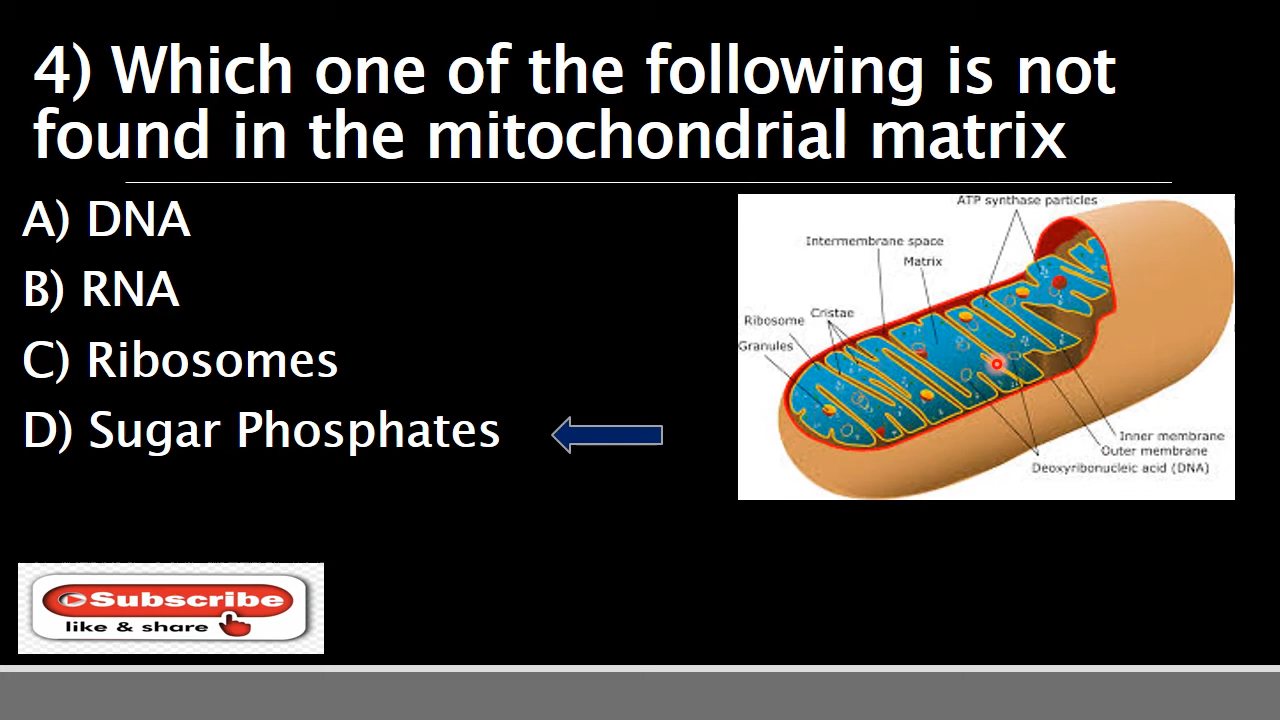 4) Which one of the following is not
found in the mitochondrial matrix
A) DNA
B) RNA
C) Ribosomes
D) Sugar Phosphates
ATP synthase particles
Intermembrane space
Matrix
Ribosome
Cristae
Granules
Inner membrane
Outer membrane
Deoxyribonucleic acid (DNA)
Subscribe
like & share